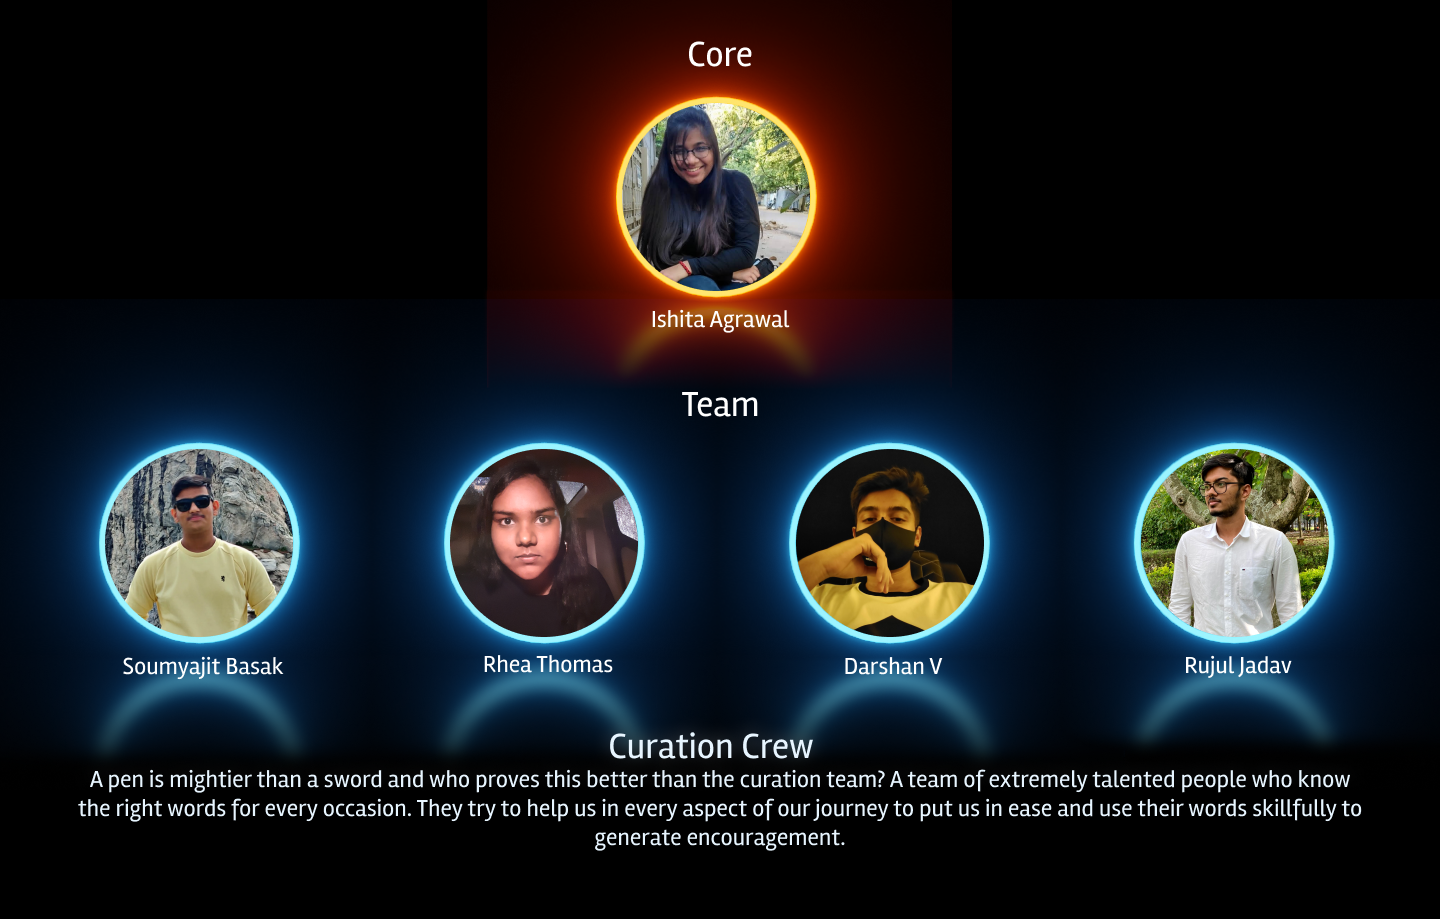 Core
Ishita Agrawal
Team
Soumyajit Basak
Rhea Thomas
Darshan V
Rujul Jadav
Curation Crew
A pen is mightier than a sword and who proves this better than the curation team? A team of extremely talented people who know
the right words for every occasion. They try to help us in every aspect of our journey to put us in ease and use their words skillfully to
generate encouragement.